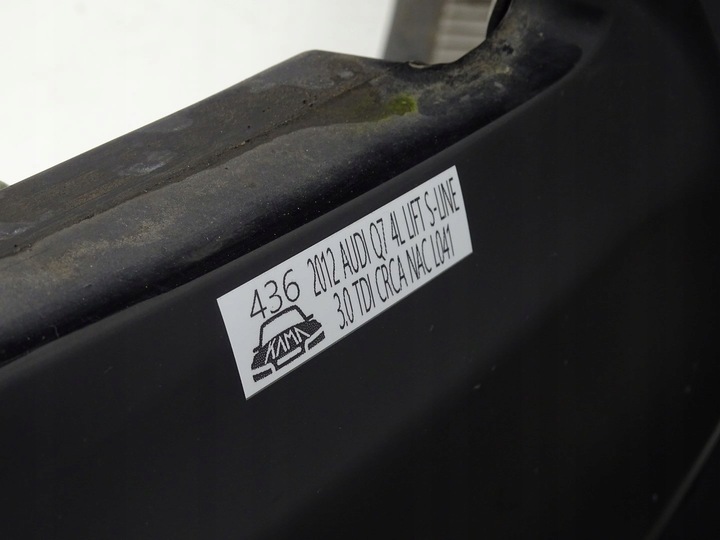 436
2012 AUDI Q7 4L LIFT S-LINE
3.0 TDI CRCA NAC L041
KAMA